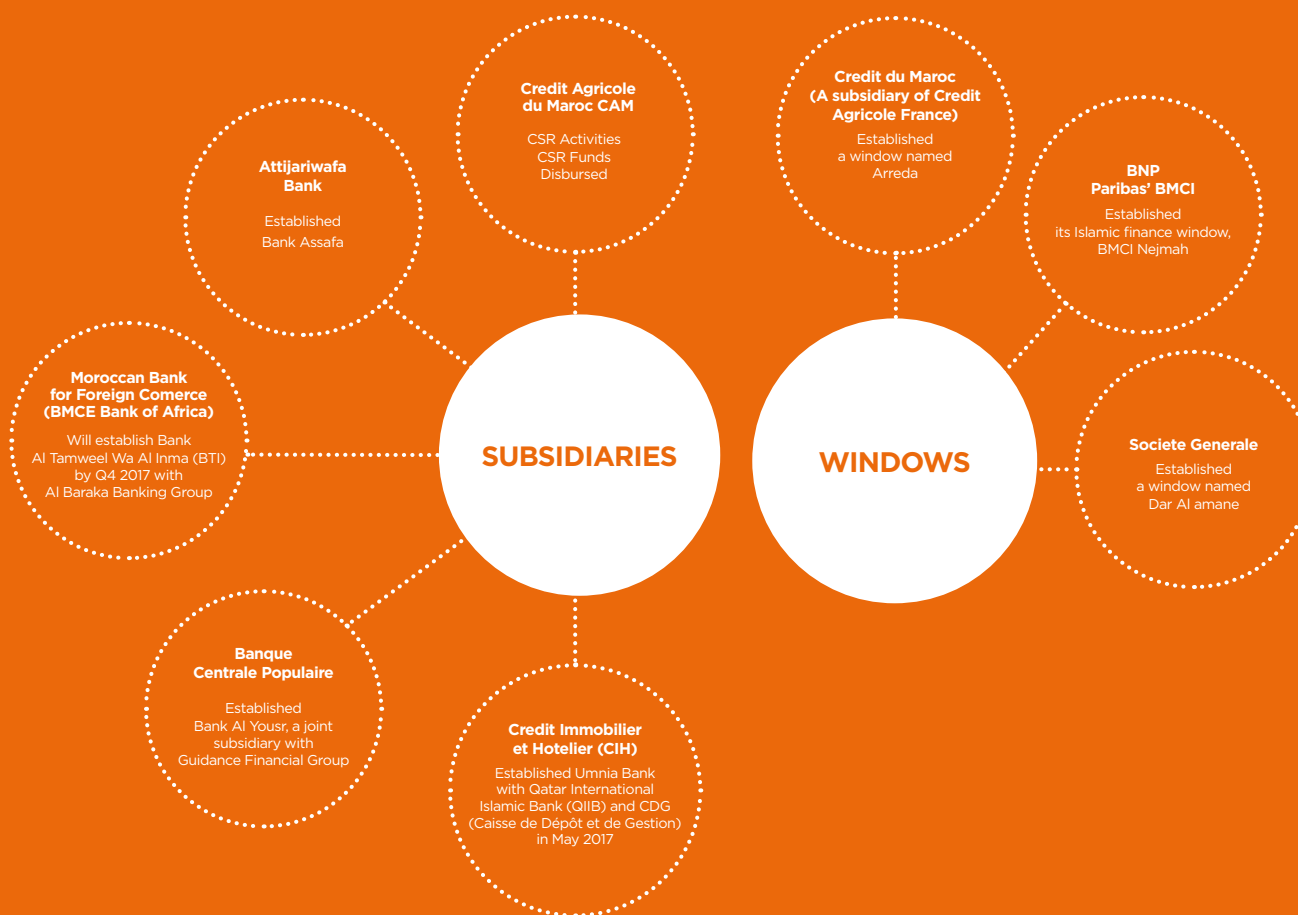 Credit Agricole
du Maroc CAM
CSR Activities
CSR Funds
Disbursed
Credit du Maroc
(A subsidiary of Credit
Agricole France)
Established
a window named
Arreda
Attijariwafa
Bank
Established
Bank Assafa
BNP
Paribas' BMCI
Established
its Islamic finance window,
BMCI Nejmah
Moroccan Bank
for Foreign Comerce
(BMCE Bank of Africa)
Will establish Bank
Al Tamweel Wa Al Inma (BTI)
by Q4 2017 with
Al Baraka Banking Group
SUBSIDIARIES
WINDOWS
Societe Generale
Established
a window named
Dar Al amane
Banque
Centrale Populaire
Established
Bank Al Yousr, a joint
subsidiary with
Guidance Financial Group
Credit Immobilier
et Hotelier (CIH)
Established Umnia Bank
with Qatar International
Islamic Bank (QIIB) and CDG
(Caisse de Dépôt et de Gestion)
in May 2017